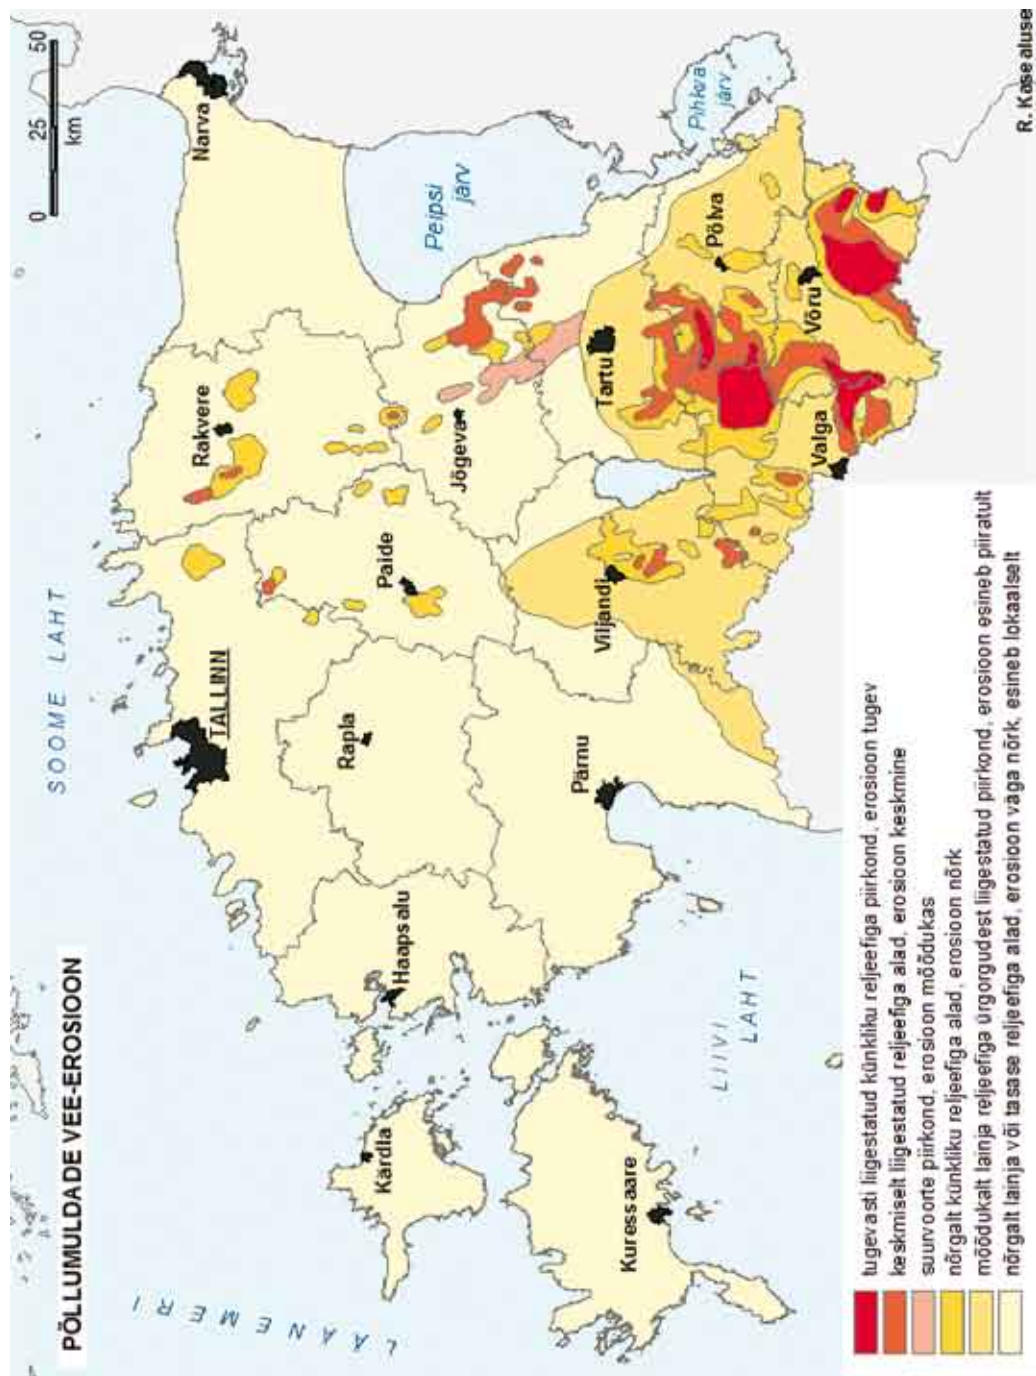 PÕLLUMULDADE VEE-EROSIOON
0 25 50
km
SOOME LAHT
LÄÄNEMERI
LIIVI
LAHT
Peipsi
järv
Pihkva
järv
Narva
Rakvere
TALLINN
Paide
Rapla
Haapsalu
Kärdla
Kuressaare
Pärnu
Viljandi
Jõgeva
Tartu
Põlva
Võru
Valga
tugevasti liigestatud künkliku reljeefiga piirkond, erosioon tugev
keskmiselt liigestatud reljeefiga alad, erosioon keskmine
suurvoorte piirkond, erosioon möödukas
nõrgalt künkliku reljeefiga alad, erosioon nõrk
möödukalt lainja reljeefiga ürgorgudest liigestatud piirkond, erosioon esineb piiratult
nõrgalt lainja või tasase reljeefiga alad, erosioon väga nõrk, esineb lokaalselt
R. Kase aluse